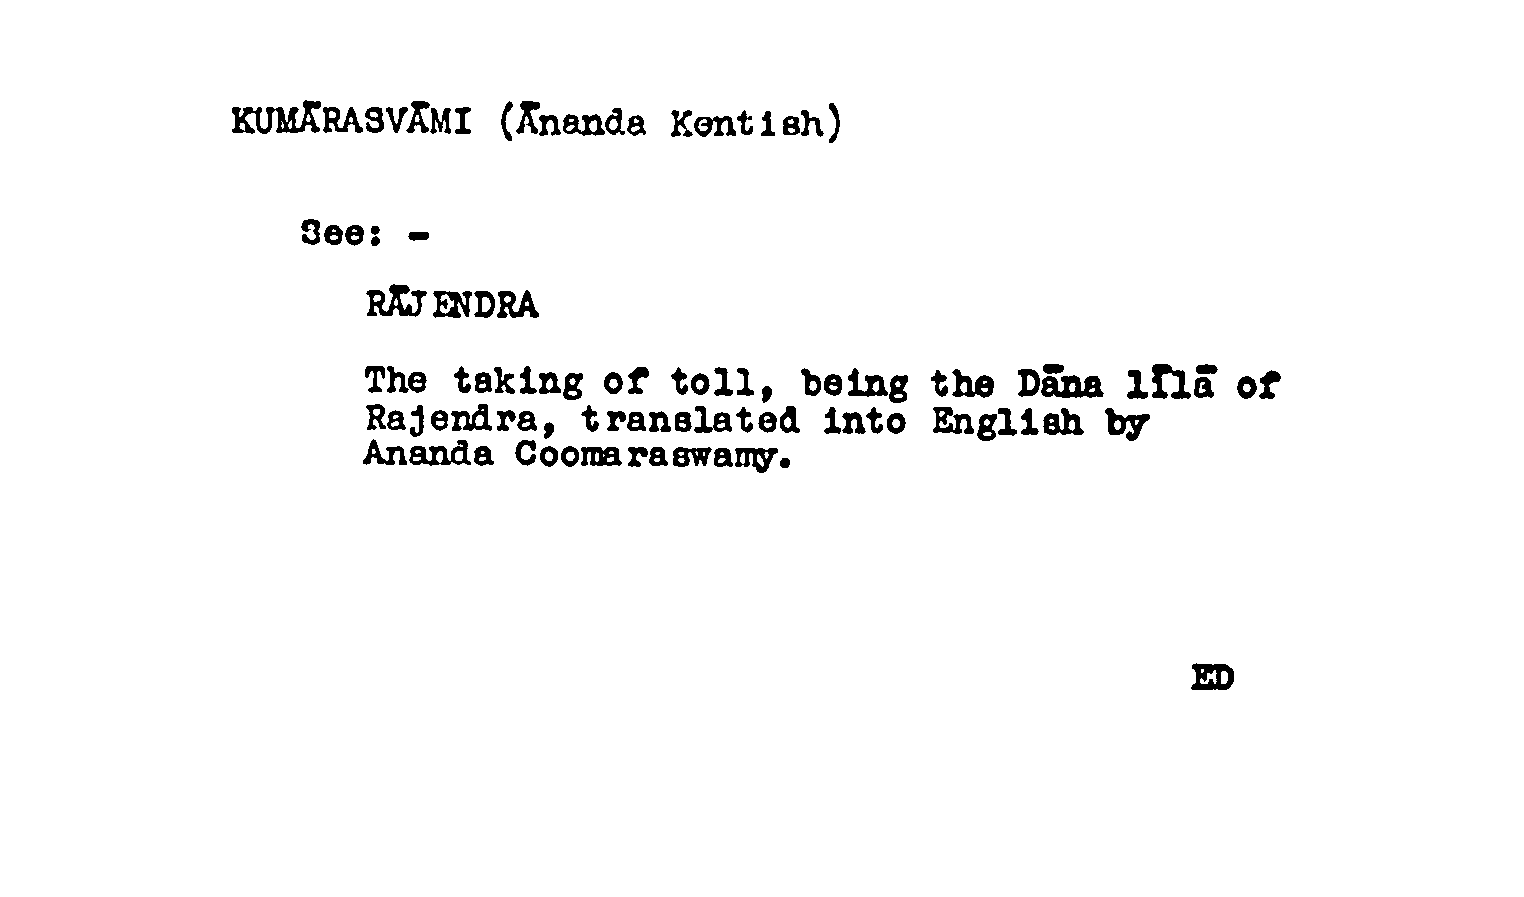 KUMĀRASVĀMI (Ānanda Kentish)
See: -
RĀJENDRA
The taking of toll, being the Dāna līlā of
Rajendra, translated into English by
Ananda Coomaraswamy.
ED